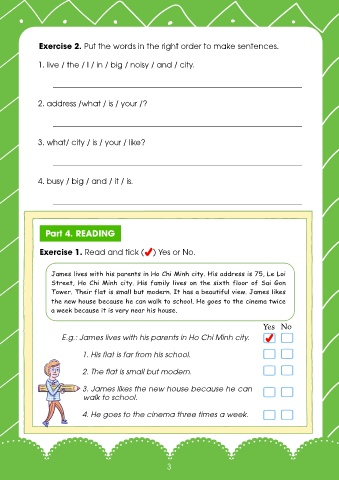 Exercise 2. Put the words in the right order to make sentences.
1. live / the / I / in / big / noisy / and / city.
2. address /what / is / your /?
3. what/ city / is / your / like?
4. busy / big / and / it / is.
Part 4. READING
Exercise 1. Read and tick (✓) Yes or No.
James lives with his parents in Ho Chi Minh city. His address is 75, Le Loi
Street, Ho Chi Minh city. His family lives on the sixth floor of Sai Gon
Tower. Their flat is small but modern. It has a beautiful view. James likes
the new house because he can walk to school. He goes to the cinema twice
a week because it is very near his house.
Yes No
E.g.: James lives with his parents in Ho Chi Minh city. ✓
1. His flat is far from his school.
2. The flat is small but modern.
3. James likes the new house because he can
walk to school.
4. He goes to the cinema three times a week.
3